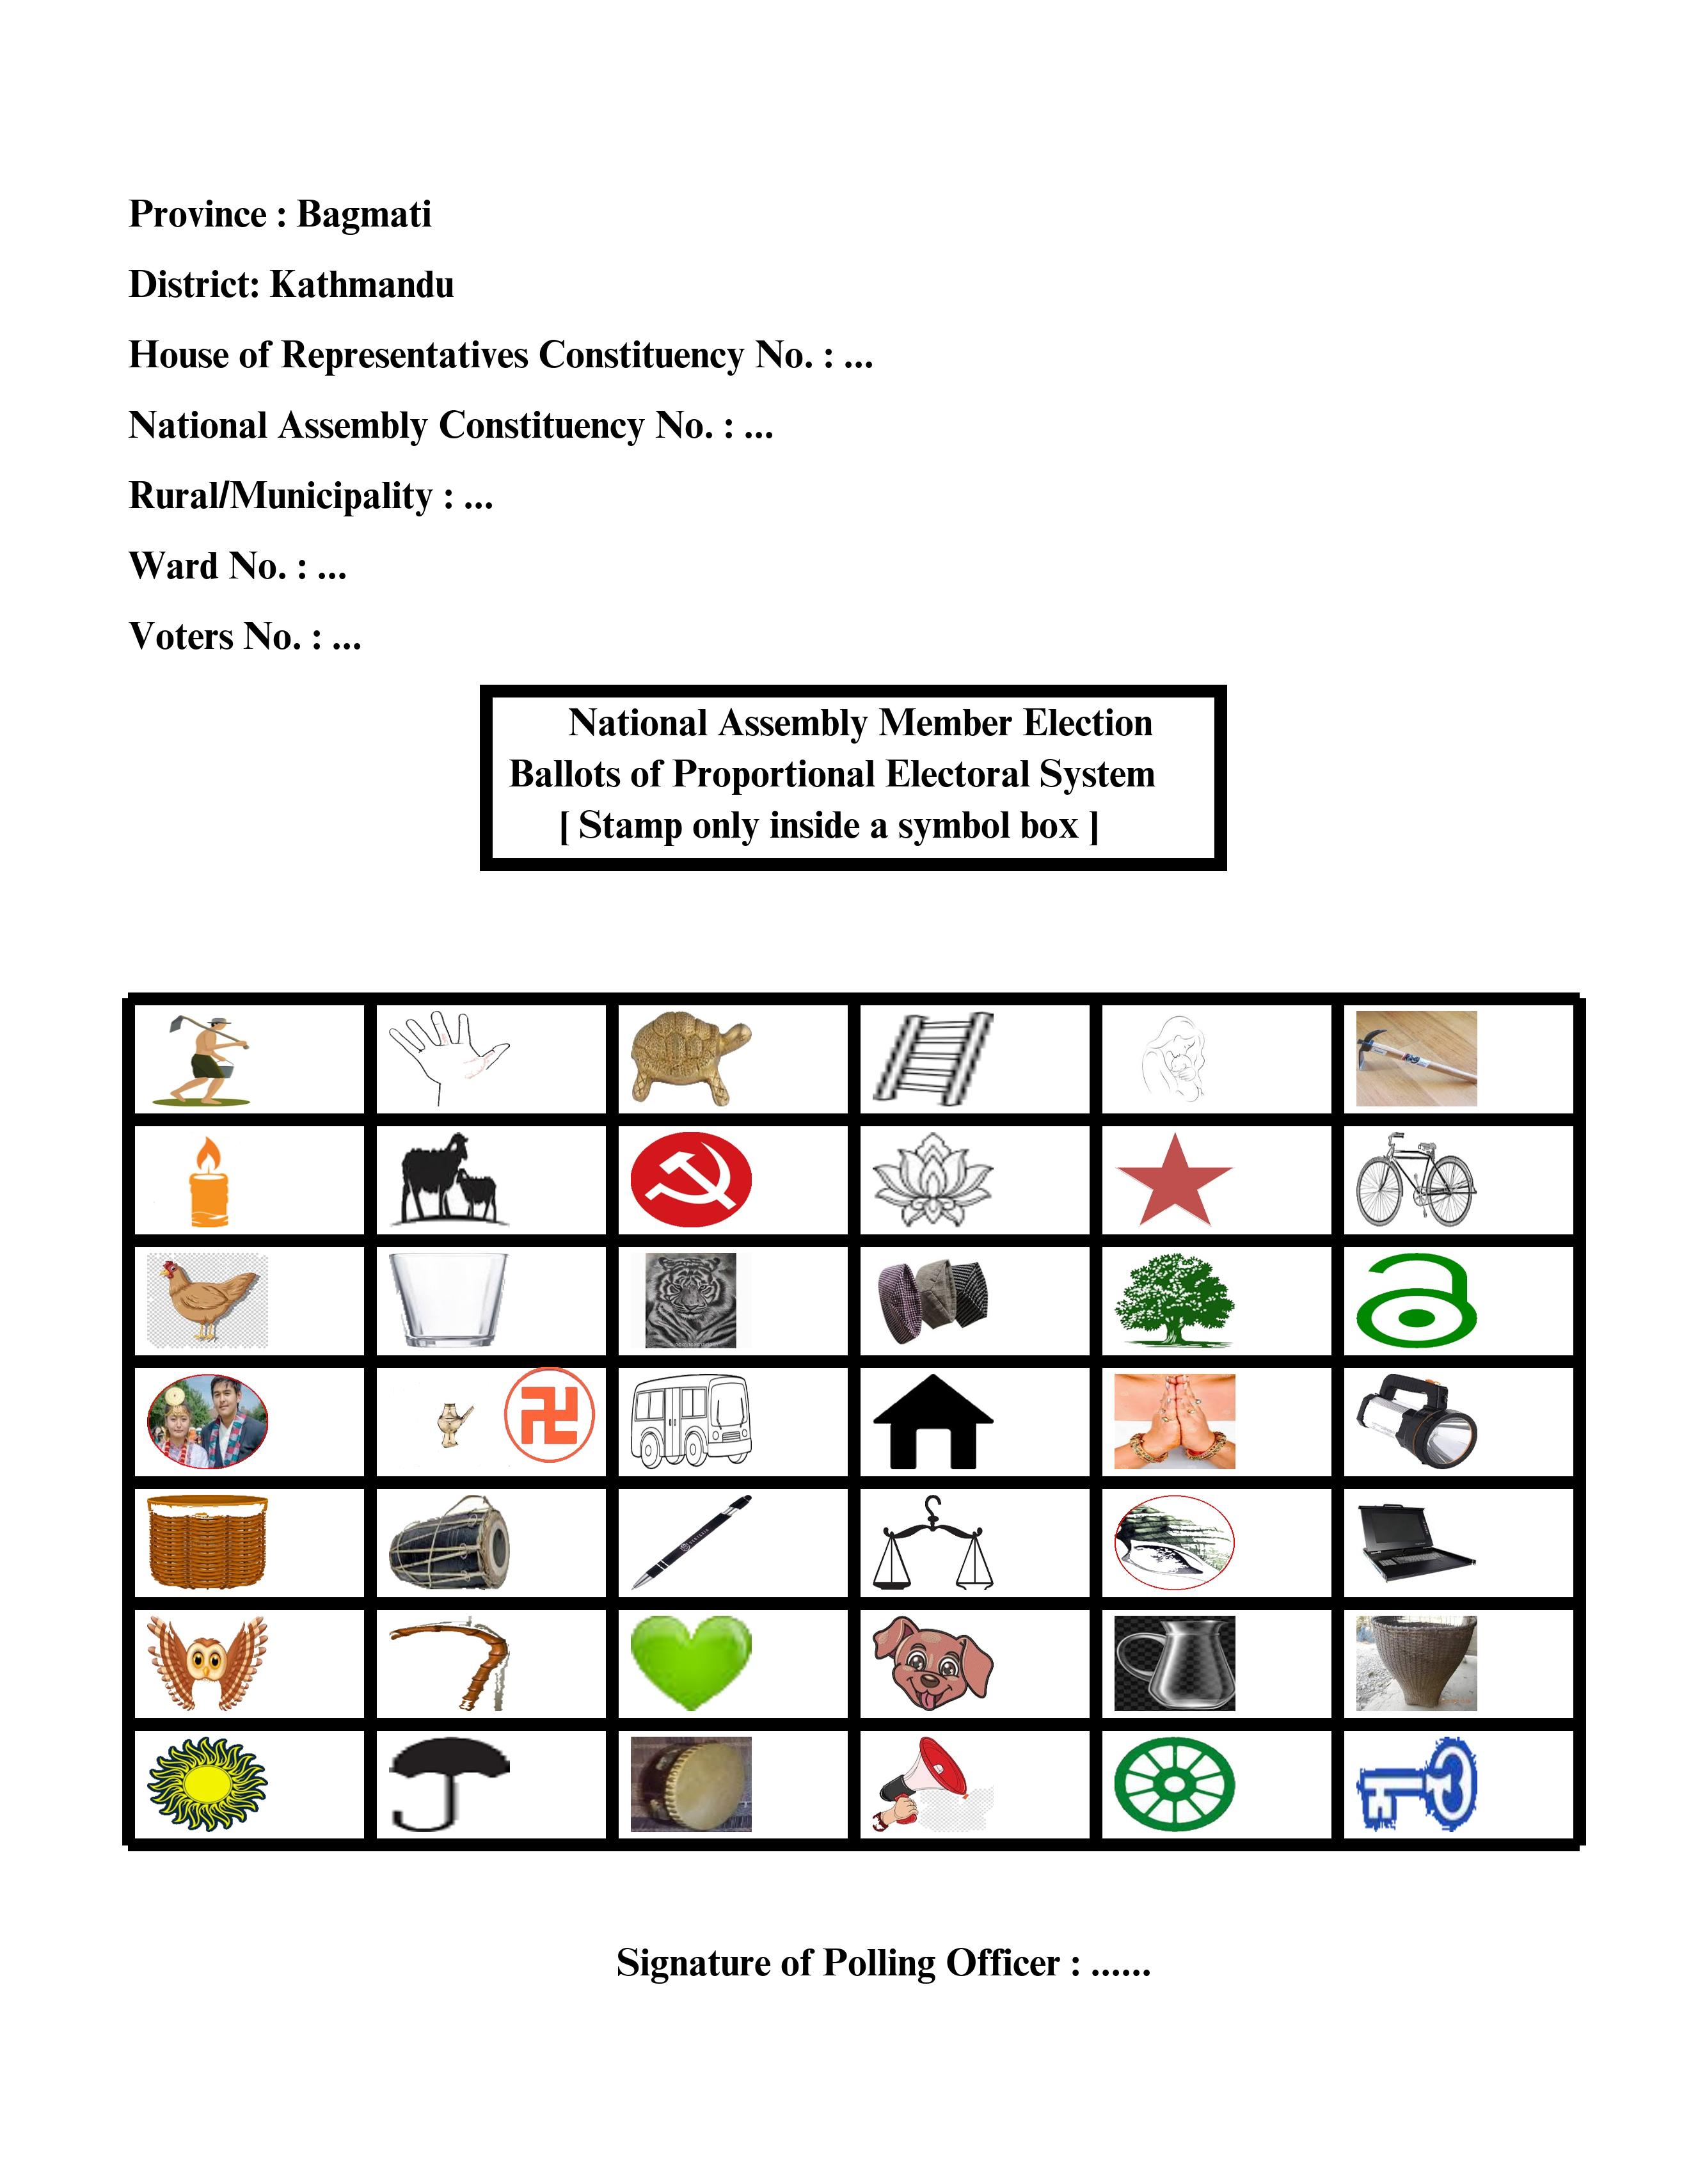 Province : Bagmati
District: Kathmandu
House of Representatives Constituency No. : ...
National Assembly Constituency No. : ...
Rural/Municipality : ...
Ward No. : ...
Voters No. : ...
National Assembly Member Election
Ballots of Proportional Electoral System
[ Stamp only inside a symbol box ]
Signature of Polling Officer : ......